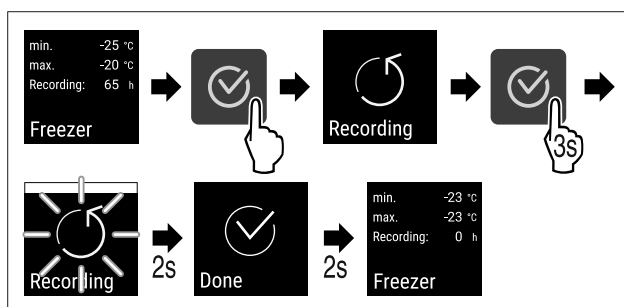 min. -25 °C
max. -20 °C
Recording: 65 h
Freezer
Recording
3s
Recording
2s
Done
2s
min. -23 °C
max. -23 °C
Recording: 0 h
Freezer